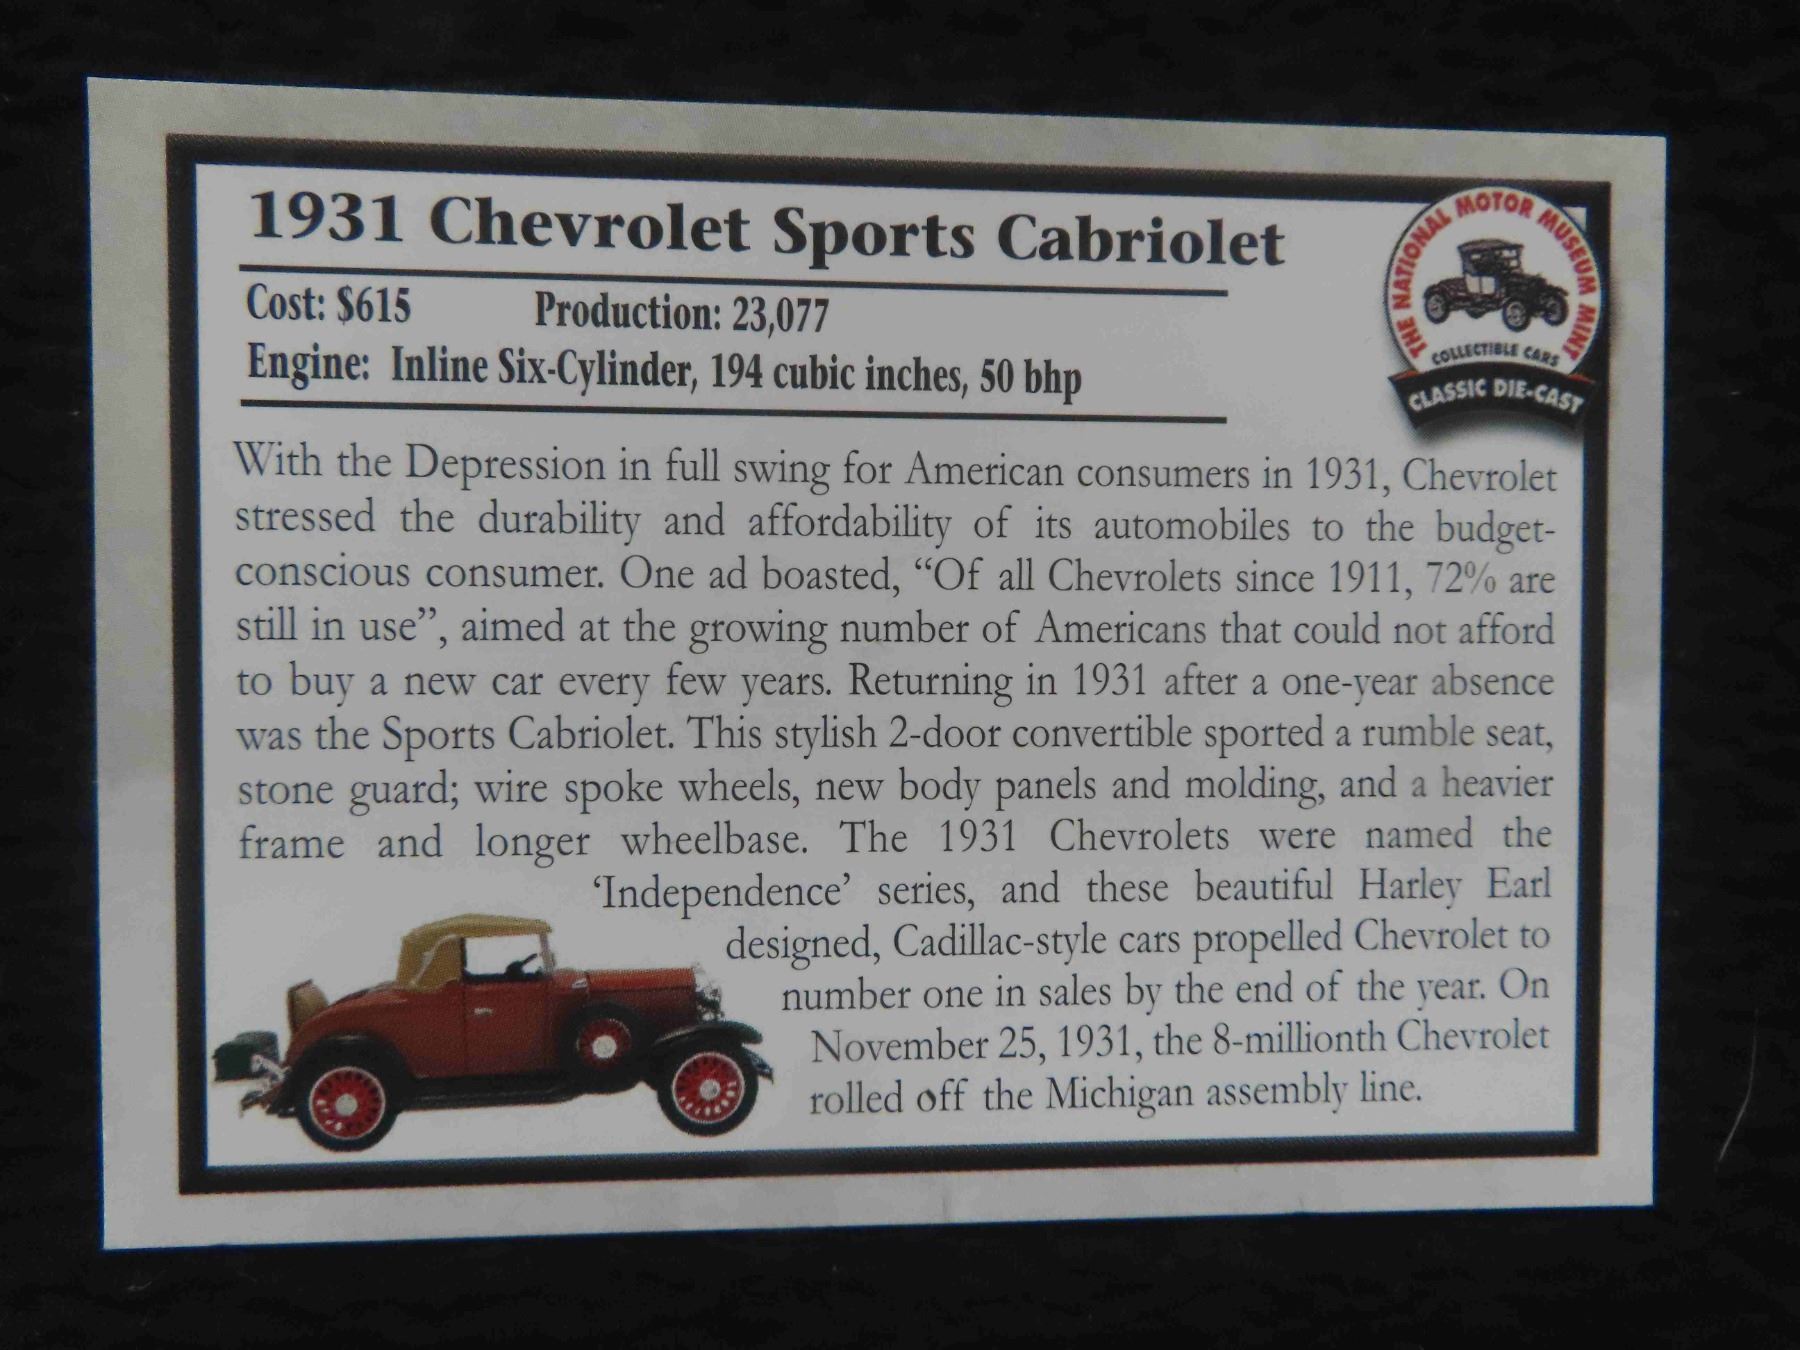 1931 Chevrolet Sports Cabriolet
Cost: $615 Production: 23,077
Engine: Inline Six-Cylinder, 194 cubic inches, 50 bhp
THE NATIONAL MOTOR MUSEUM MINT
COLLECTIBLE CARS
CLASSIC DIE-CAST
With the Depression in full swing for American consumers in 1931, Chevrolet
stressed the durability and affordability of its automobiles to the budget-
conscious consumer. One ad boasted, “Of all Chevrolets since 1911, 72% are
still in use”, aimed at the growing number of Americans that could not afford
to buy a new car every few years. Returning in 1931 after a one-year absence
was the Sports Cabriolet. This stylish 2-door convertible sported a rumble seat,
stone guard; wire spoke wheels, new body panels and molding, and a heavier
frame and longer wheelbase. The 1931 Chevrolets were named the
‘Independence’ series, and these beautiful Harley Earl
designed, Cadillac-style cars propelled Chevrolet to
number one in sales by the end of the year. On
November 25, 1931, the 8-millionth Chevrolet
rolled off the Michigan assembly line.